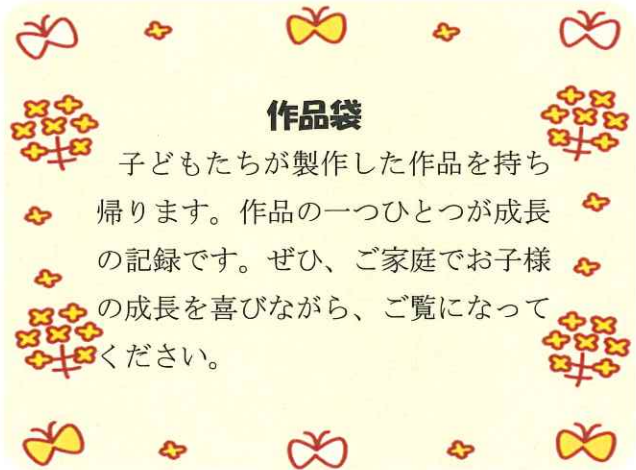 作品袋
子どもたちが製作した作品を持ち
帰ります。作品の一つひとつが成長
の記録です。ぜひ、ご家庭でお子様
の成長を喜びながら、ご覧になって
ください。